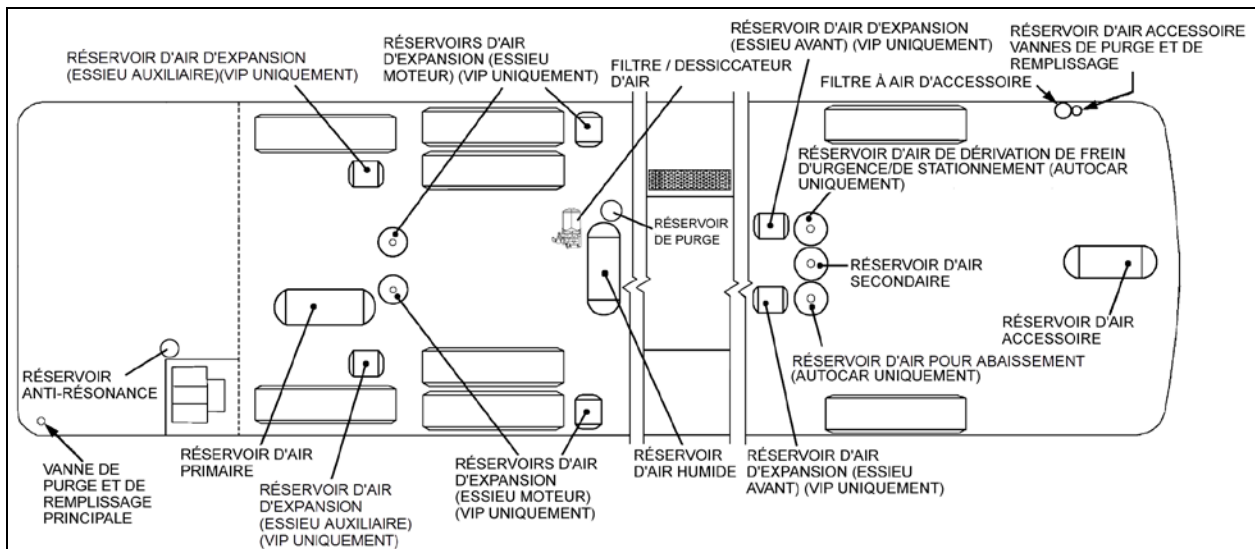 RÉSERVOIR D'AIR D'EXPANSION
(ESSIEU AUXILIAIRE)(VIP UNIQUEMENT)
RÉSERVOIRS D'AIR
D'EXPANSION (ESSIEU
MOTEUR) (VIP UNIQUEMENT)
FILTRE / DESSICCATEUR
D'AIR
RÉSERVOIR D'AIR D'EXPANSION
(ESSIEU AVANT) (VIP UNIQUEMENT)
RÉSERVOIR D'AIR ACCESSOIRE
VANNES DE PURGE ET DE
REMPLISSAGE
FILTRE À AIR D'ACCESSOIRE
RÉSERVOIR D'AIR DE DÉRIVATION DE FREIN
D'URGENCE/DE STATIONNEMENT (AUTOCAR
UNIQUEMENT)
RÉSERVOIR
DE PURGE
RÉSERVOIR D'AIR
SECONDAIRE
RÉSERVOIR D'AIR
ACCESSOIRE
RÉSERVOIR D'AIR POUR ABAISSEMENT
(AUTOCAR UNIQUEMENT)
RÉSERVOIR
ANTI-RÉSONANCE
VANNE DE
PURGE ET DE
REMPLISSAGE
PRINCIPALE
RÉSERVOIR D'AIR
PRIMAIRE
RÉSERVOIR D'AIR
D'EXPANSION
(ESSIEU AUXILIAIRE)
(VIP UNIQUEMENT)
RÉSERVOIRS D'AIR
D'EXPANSION
(ESSIEU MOTEUR)
(VIP UNIQUEMENT)
RÉSERVOIR
D'AIR HUMIDE
RÉSERVOIR D'AIR
D'EXPANSION (ESSIEU
AVANT) (VIP UNIQUEMENT)